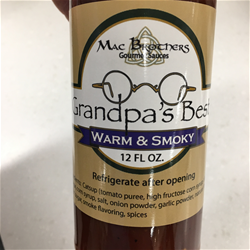 Mac Brothers
Gourmet Sauces
Grandpa's Best
WARM & SMOKY
12 FL OZ.
Refrigerate after opening
Catsup (tomato puree, high fructose corn
syrup, salt, onion powder, garlic powder,
smoke flavoring, spices